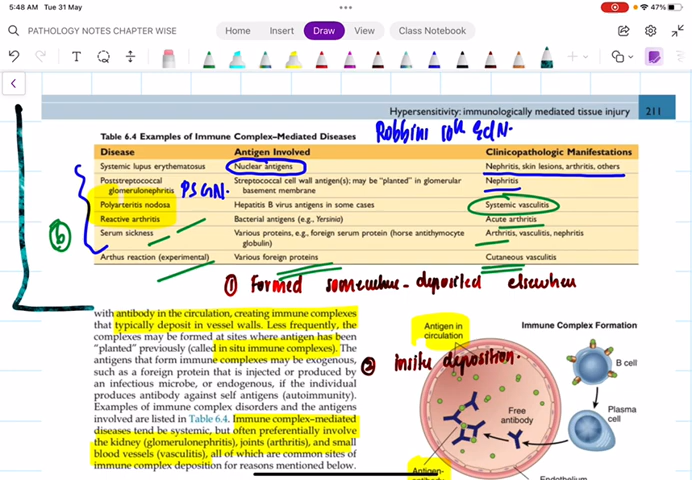 5:48 AM Tue 31 May
47%
PATHOLOGY NOTES CHAPTER WISE
Home Insert Draw View Class Notebook
Hypersensitivity: immunologically mediated tissue injury 211
Robbins 10th Edn.
Table 6.4 Examples of Immune Complex–Mediated Diseases
Disease Antigen Involved Clinicopathologic Manifestations
Systemic lupus erythematosus Nuclear antigens Nephritis, skin lesions, arthritis, others
Poststreptococcal Streptococcal cell wall antigen(s); may be "planted" in glomerular Nephritis
glomerulonephritis PSGN. basement membrane
Polyarteritis nodosa Hepatitis B virus antigens in some cases Systemic vasculitis
Reactive arthritis Bacterial antigens (e.g., Yersinia) Acute arthritis
Serum sickness Various proteins, e.g., foreign serum protein (horse antithymocyte Arthritis, vasculitis, nephritis
globulin)
Arthus reaction (experimental) Various foreign proteins Cutaneous vasculitis
① Formed somewhere - deposited elsewhere
with antibody in the circulation, creating immune complexes
that typically deposit in vessel walls. Less frequently, the
complexes may be formed at sites where antigen has been
"planted" previously (called in situ immune complexes). The
antigens that form immune complexes may be exogenous,
such as a foreign protein that is injected or produced by
an infectious microbe, or endogenous, if the individual
produces antibody against self antigens (autoimmunity).
Examples of immune complex disorders and the antigens
involved are listed in Table 6.4. Immune complex–mediated
diseases tend be systemic, but often preferentially involve
the kidney (glomerulonephritis), joints (arthritis), and small
blood vessels (vasculitis), all of which are common sites of
immune complex deposition for reasons mentioned below.
② insitu deposition.
Antigen in
circulation
Immune Complex Formation
B cell
Plasma
cell
Free
antibody
Endothelium
Antigen-
antibody